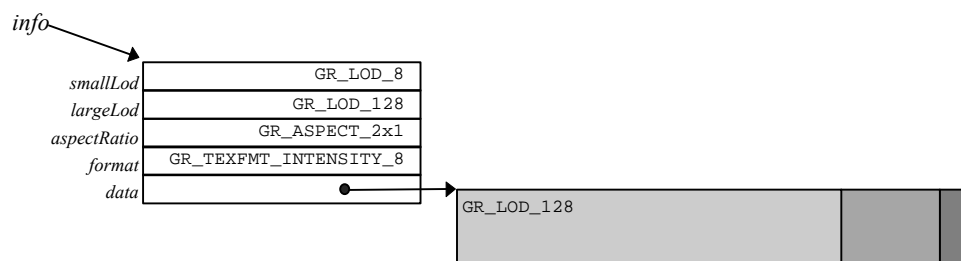 info
smallLod GR_LOD_8
largeLod GR_LOD_128
aspectRatio GR_ASPECT_2x1
format GR_TEXFMT_INTENSITY_8
data
GR_LOD_128